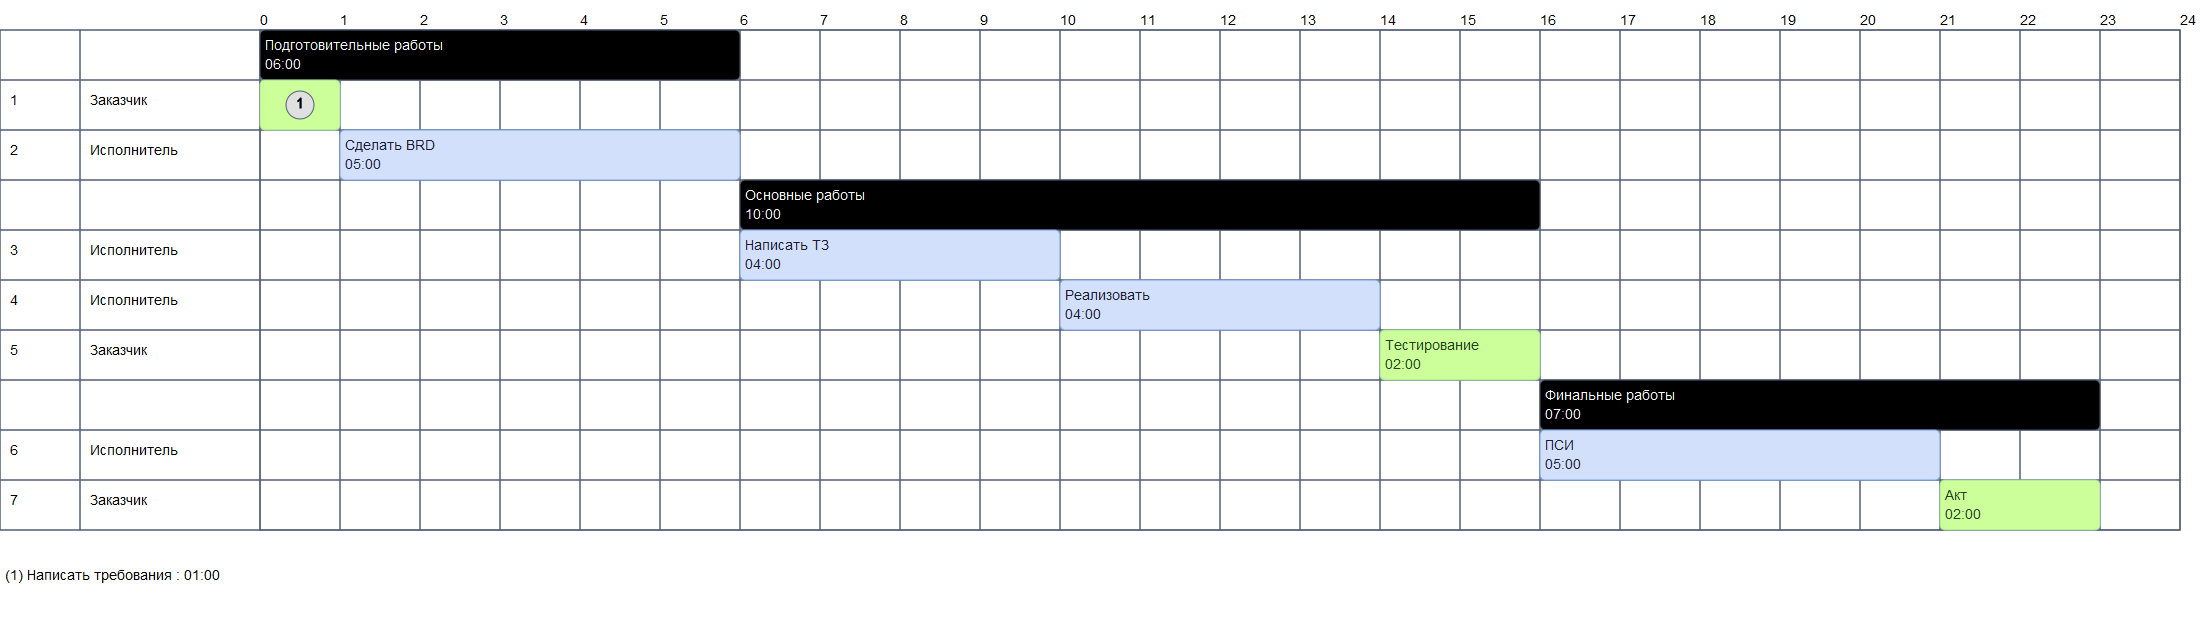 0 1 2 3 4 5 6 7 8 9 10 11 12 13 14 15 16 17 18 19 20 21 22 23 24
Подготовительные работы
06:00
1 Заказчик 1
2 Исполнитель
Сделать BRD
05:00
Основные работы
10:00
3 Исполнитель
Написать ТЗ
04:00
4 Исполнитель
Реализовать
04:00
5 Заказчик
Тестирование
02:00
Финальные работы
07:00
6 Исполнитель
ПСИ
05:00
7 Заказчик
Акт
02:00
(1) Написать требования : 01:00